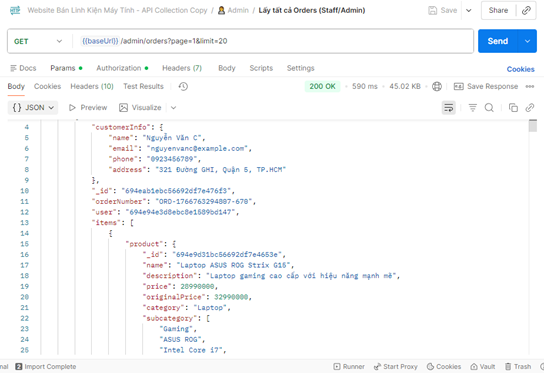 Website Bán Linh Kiện Máy Tính - API Collection Copy / Admin / Lấy tất cả Orders (Staff/Admin)
Save
Share
GET
{{baseUrl}} /admin/orders?page=1&limit=20
Send
Docs Params Authorization Headers (7) Body Scripts Settings
Cookies
Body Cookies Headers (10) Test Results
200 OK 590 ms 45.02 KB Save Response
{} JSON Preview Visualize
4 "customerInfo": {
5 "name": "Nguyễn Văn C",
6 "email": "nguyenvanc@example.com",
7 "phone": "0923456789",
8 "address": "321 Đường GHI, Quận 5, TP.HCM"
9 },
10 "_id": "694eab1ebc56692df7e476f3",
11 "orderNumber": "ORD-1766763294807-678",
12 "user": "694e94e3d8ebc8e1589bd147",
13 "items": [
14 {
15 "product": {
16 "_id": "694e9d31bc56692df7e4653e",
17 "name": "Laptop ASUS ROG Strix G15",
18 "description": "Laptop gaming cao cấp với hiệu năng mạnh mẽ",
19 "price": 28990000,
20 "originalPrice": 32990000,
21 "category": "Laptop",
22 "subcategory": [
23 "Gaming",
24 "ASUS ROG",
25 "Intel Core i7",
nal 2 Import Complete
Runner Start Proxy Cookies Vault Trash